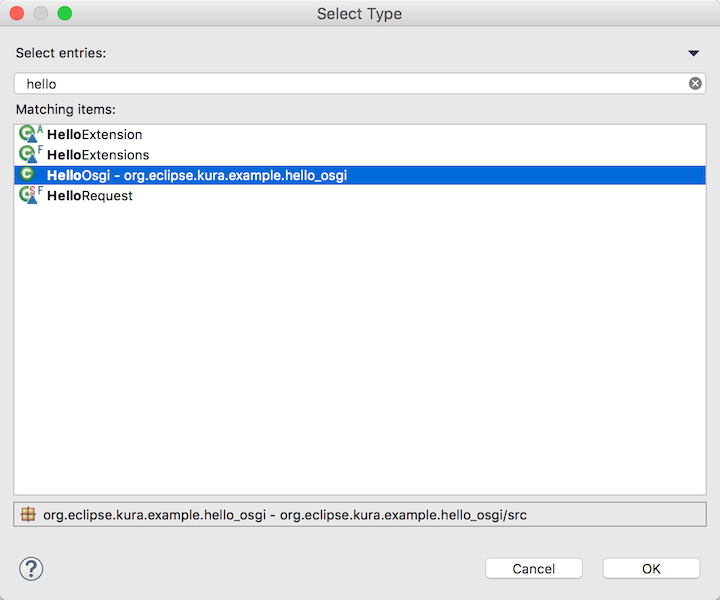 Select Type
Select entries:
hello
Matching items:
A HelloExtension
F HelloExtensions
HelloOsgi - org.eclipse.kura.example.hello_osgi
S F HelloRequest
org.eclipse.kura.example.hello_osgi - org.eclipse.kura.example.hello_osgi/src
? Cancel OK